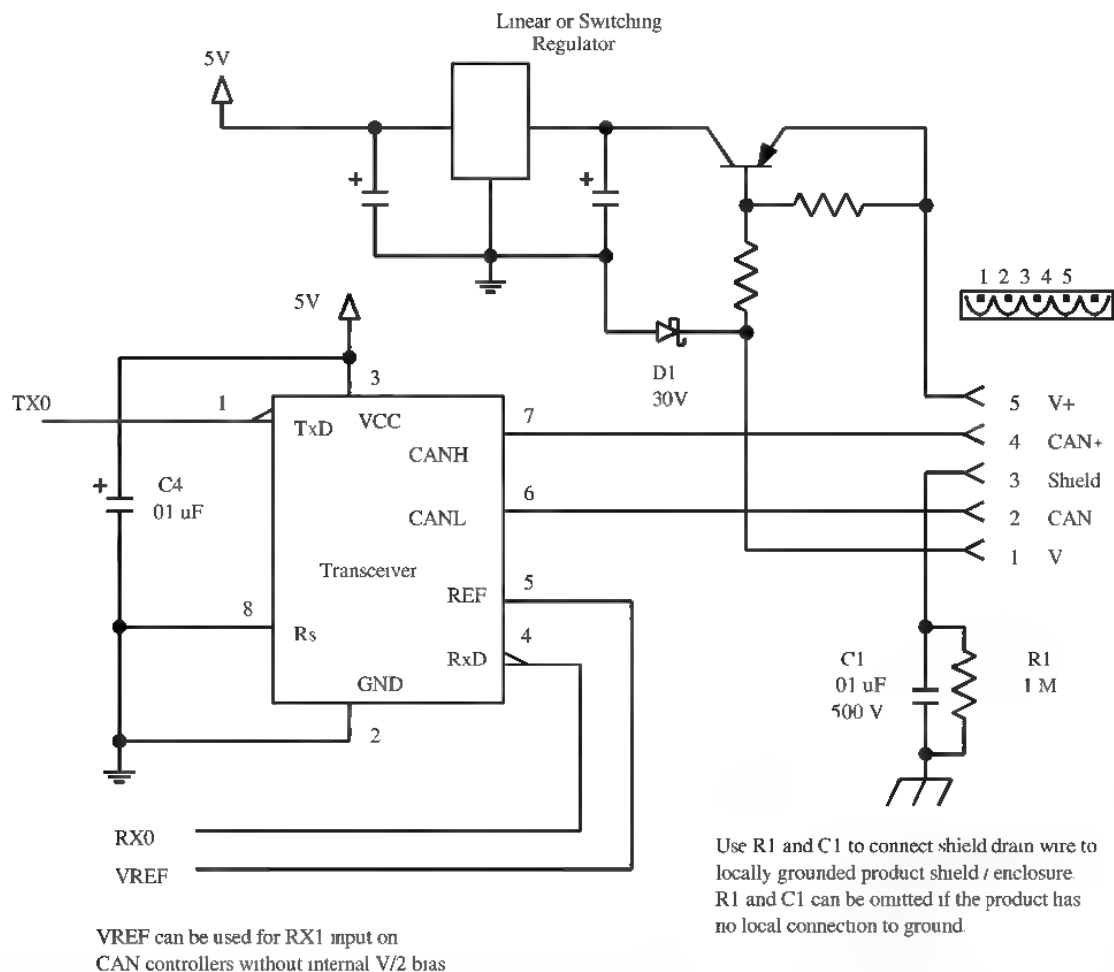 Linear or Switching
Regulator
5V
+
+
1 2 3 4 5
5V
D1
30V
TX0
1
3
TxD
VCC
CANH
7
CANL
6
Transceiver
REF
5
RxD
4
8
Rs
GND
2
+
C4
01 uF
5 V+
4 CAN+
3 Shield
2 CAN
1 V
C1
01 uF
500 V
R1
1 M
RX0
VREF
Use R1 and C1 to connect shield drain wire to
locally grounded product shield / enclosure
R1 and C1 can be omitted if the product has
no local connection to ground.
VREF can be used for RX1 input on
CAN controllers without internal V/2 bias